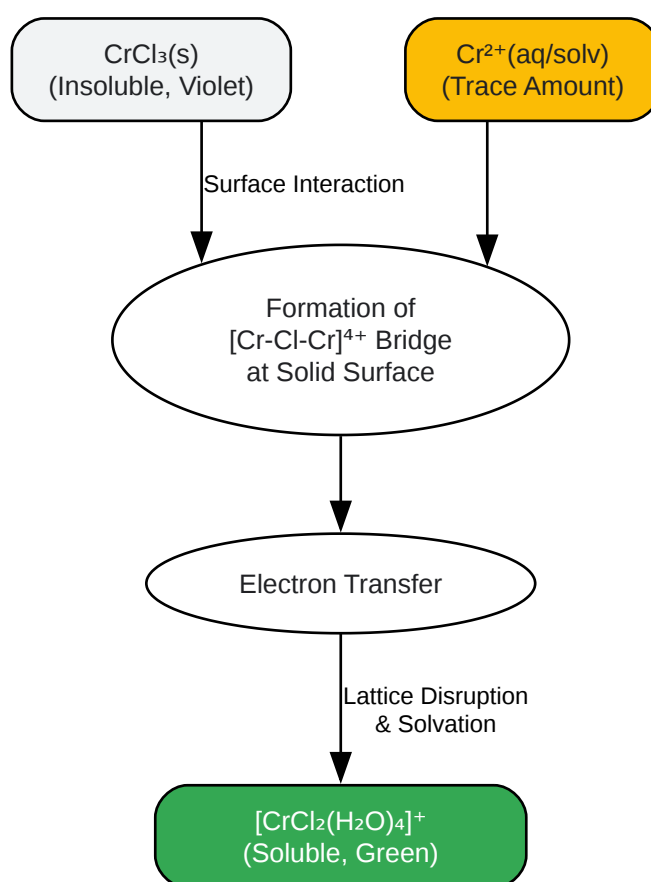 CrCl₃(s)
(Insoluble, Violet)
Cr²⁺(aq/solv)
(Trace Amount)
Surface Interaction
Formation of
[Cr-Cl-Cr]⁴⁺ Bridge
at Solid Surface
Electron Transfer
Lattice Disruption
& Solvation
[CrCl₂(H₂O)₄]⁺
(Soluble, Green)